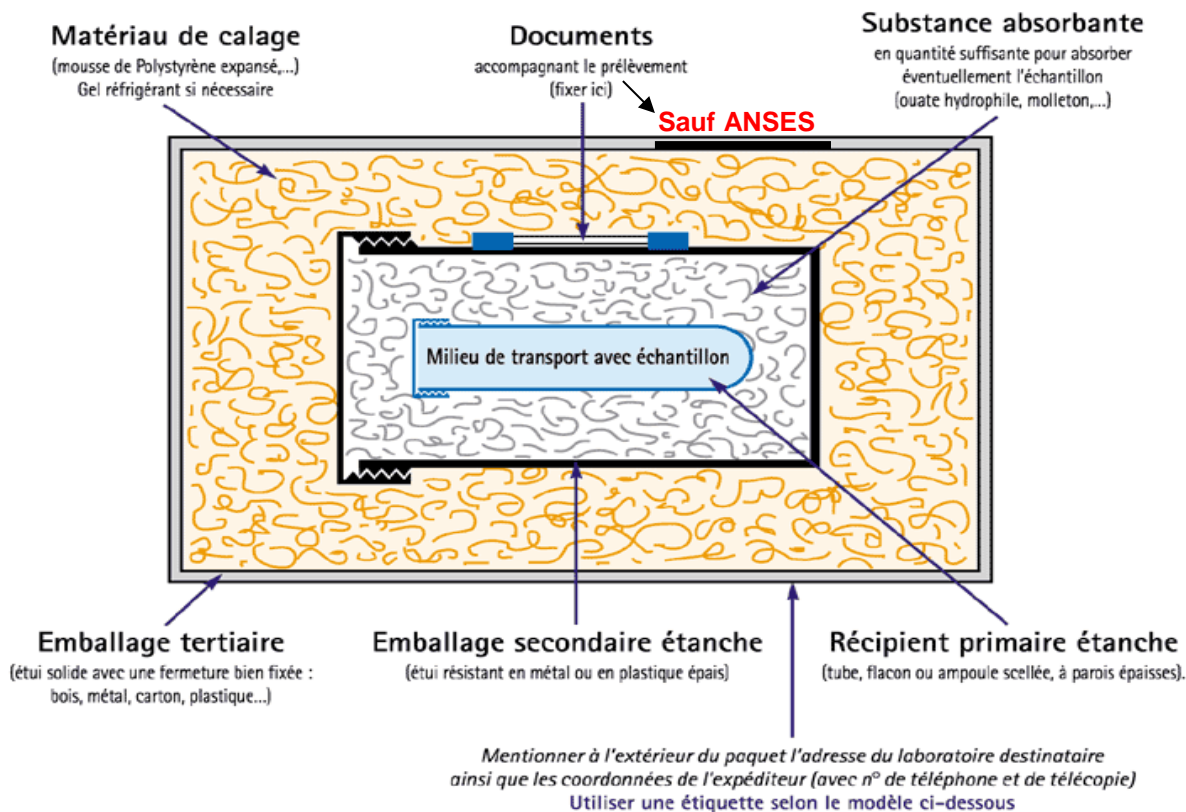 Matériau de calage
(mousse de Polystyrène expansé,...)
Gel réfrigérant si nécessaire
Documents
accompagnant le prélèvement
(fixer ici)
Sauf ANSES
Substance absorbante
en quantité suffisante pour absorber
éventuellement l'échantillon
(ouate hydrophile, molleton,...)
Milieu de transport avec échantillon
Emballage tertiaire
(étui solide avec une fermeture bien fixée :
bois, métal, carton, plastique...)
Emballage secondaire étanche
(étui résistant en métal ou en plastique épais)
Récipient primaire étanche
(tube, flacon ou ampoule scellée, à parois épaisses).
Mentionner à l'extérieur du paquet l'adresse du laboratoire destinataire
ainsi que les coordonnées de l'expéditeur (avec n° de téléphone et de télécopie)
Utiliser une étiquette selon le modèle ci-dessous